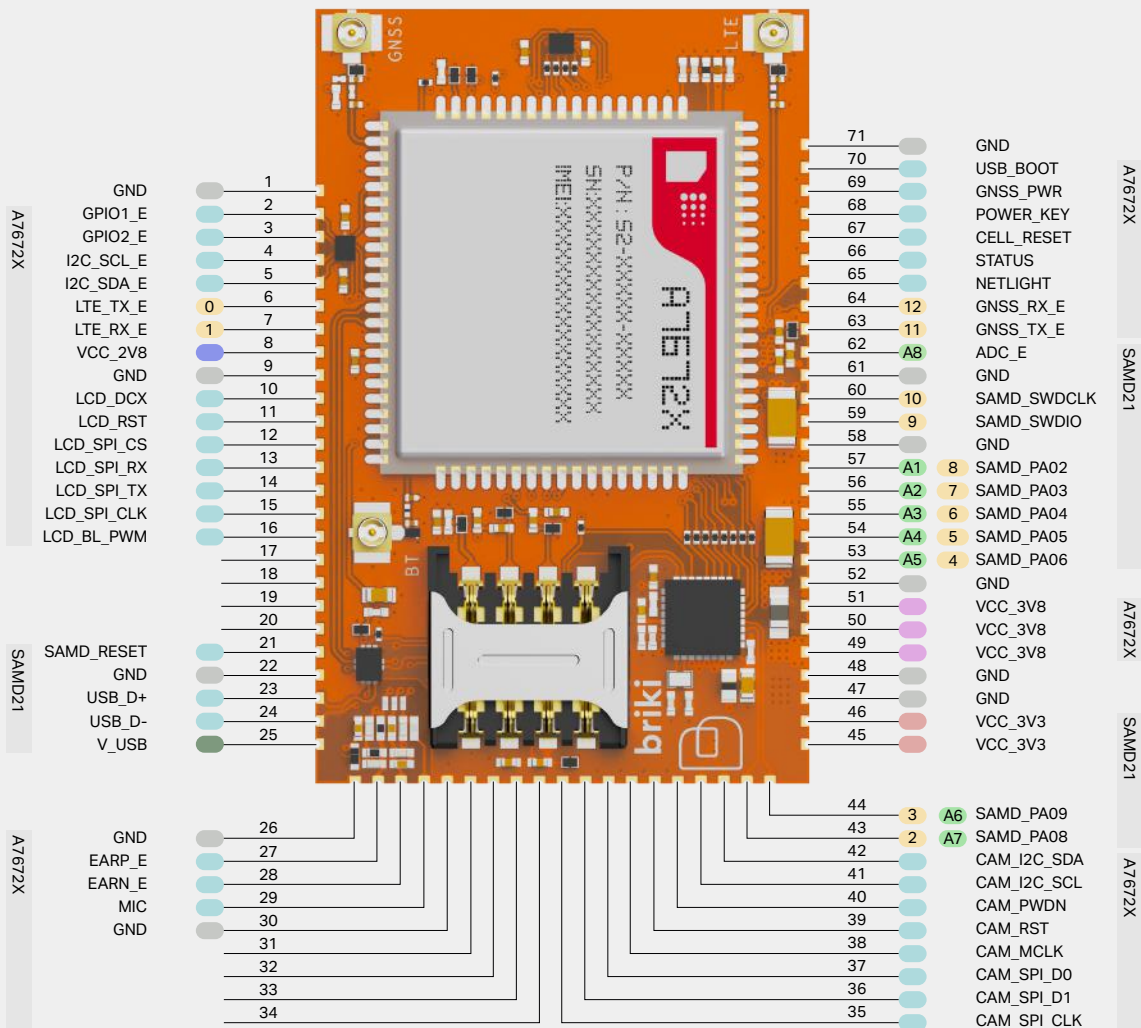 GNSS
LTE
P/N : S2-XXXXX-XXXXX
SN:XXXXXXXXXXXXXXX
IMEI:XXXXXXXXXXXXXXX
A7672X
BT
briki
A7672X
1 GND
2 GPIO1_E
3 GPIO2_E
4 I2C_SCL_E
5 I2C_SDA_E
6 0 LTE_TX_E
7 1 LTE_RX_E
8 VCC_2V8
9 GND
10 LCD_DCX
11 LCD_RST
12 LCD_SPI_CS
13 LCD_SPI_RX
14 LCD_SPI_TX
15 LCD_SPI_CLK
16 LCD_BL_PWM
17
18
19
20
SAMD21
21 SAMD_RESET
22 GND
23 USB_D+
24 USB_D-
25 V_USB
A7672X
26 GND
27 EARP_E
28 EARN_E
29 MIC
30 GND
31
32
33
34
71 GND
A7672X
70 USB_BOOT
69 GNSS_PWR
68 POWER_KEY
67 CELL_RESET
66 STATUS
65 NETLIGHT
64 12 GNSS_RX_E
63 11 GNSS_TX_E
SAMD21
62 A8 ADC_E
61 GND
60 10 SAMD_SWDCLK
59 9 SAMD_SWDIO
58 GND
57 A1 8 SAMD_PA02
56 A2 7 SAMD_PA03
55 A3 6 SAMD_PA04
54 A4 5 SAMD_PA05
53 A5 4 SAMD_PA06
52 GND
A7672X
51 VCC_3V8
50 VCC_3V8
49 VCC_3V8
48 GND
47 GND
SAMD21
46 VCC_3V3
45 VCC_3V3
44 3 A6 SAMD_PA09
43 2 A7 SAMD_PA08
A7672X
42 CAM_I2C_SDA
41 CAM_I2C_SCL
40 CAM_PWDN
39 CAM_RST
38 CAM_MCLK
37 CAM_SPI_D0
36 CAM_SPI_D1
35 CAM_SPI_CLK